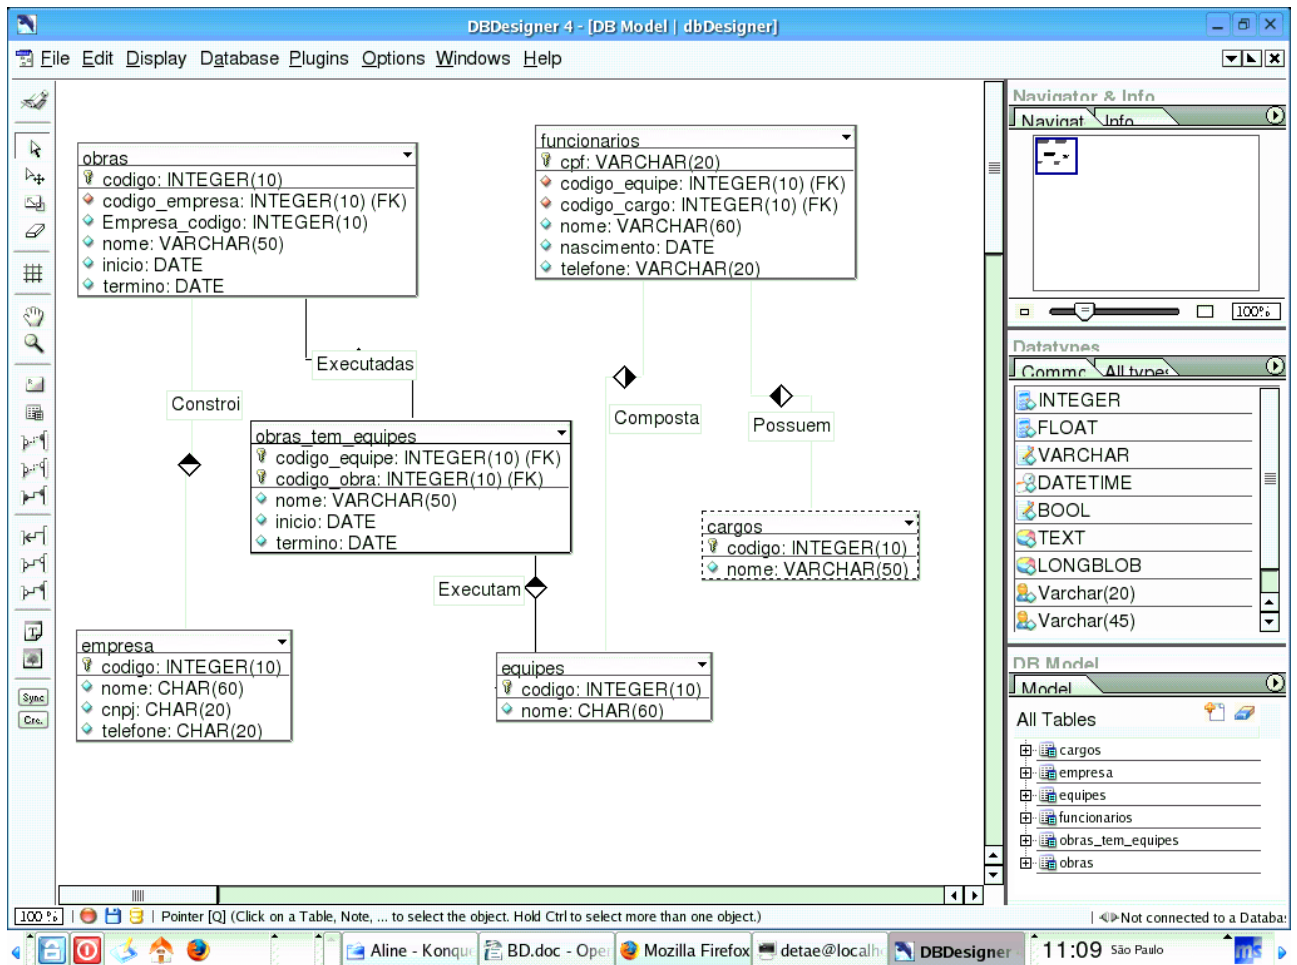 DBDesigner 4 - [DB Model | dbDesigner]
File Edit Display Database Plugins Options Windows Help
obras
codigo: INTEGER(10)
codigo_empresa: INTEGER(10) (FK)
Empresa_codigo: INTEGER(10)
nome: VARCHAR(50)
inicio: DATE
termino: DATE
funcionarios
cpf: VARCHAR(20)
codigo_equipe: INTEGER(10) (FK)
codigo_cargo: INTEGER(10) (FK)
nome: VARCHAR(60)
nascimento: DATE
telefone: VARCHAR(20)
Executadas
Constroi
Composta
Possuem
obras_tem_equipes
codigo_equipe: INTEGER(10) (FK)
codigo_obra: INTEGER(10) (FK)
nome: VARCHAR(50)
inicio: DATE
termino: DATE
cargos
codigo: INTEGER(10)
nome: VARCHAR(50)
Executam
empresa
codigo: INTEGER(10)
nome: CHAR(60)
cnpj: CHAR(20)
telefone: CHAR(20)
equipes
codigo: INTEGER(10)
nome: CHAR(60)
Sync
Cre.
Navigator & Info
Navigat Info
100%
Datatypes
Commc All types
INTEGER
FLOAT
VARCHAR
DATETIME
BOOL
TEXT
LONGBLOB
Varchar(20)
Varchar(45)
DB Model
Model
All Tables
cargos
empresa
equipes
funcionarios
obras_tem_equipes
obras
100 % | Pointer [Q] (Click on a Table, Note, ... to select the object. Hold Ctrl to select more than one object.) | Not connected to a Databa
Aline - Konqu BD.doc - Ope Mozilla Firefox detae@localh DBDesigner 11:09 São Paulo ms